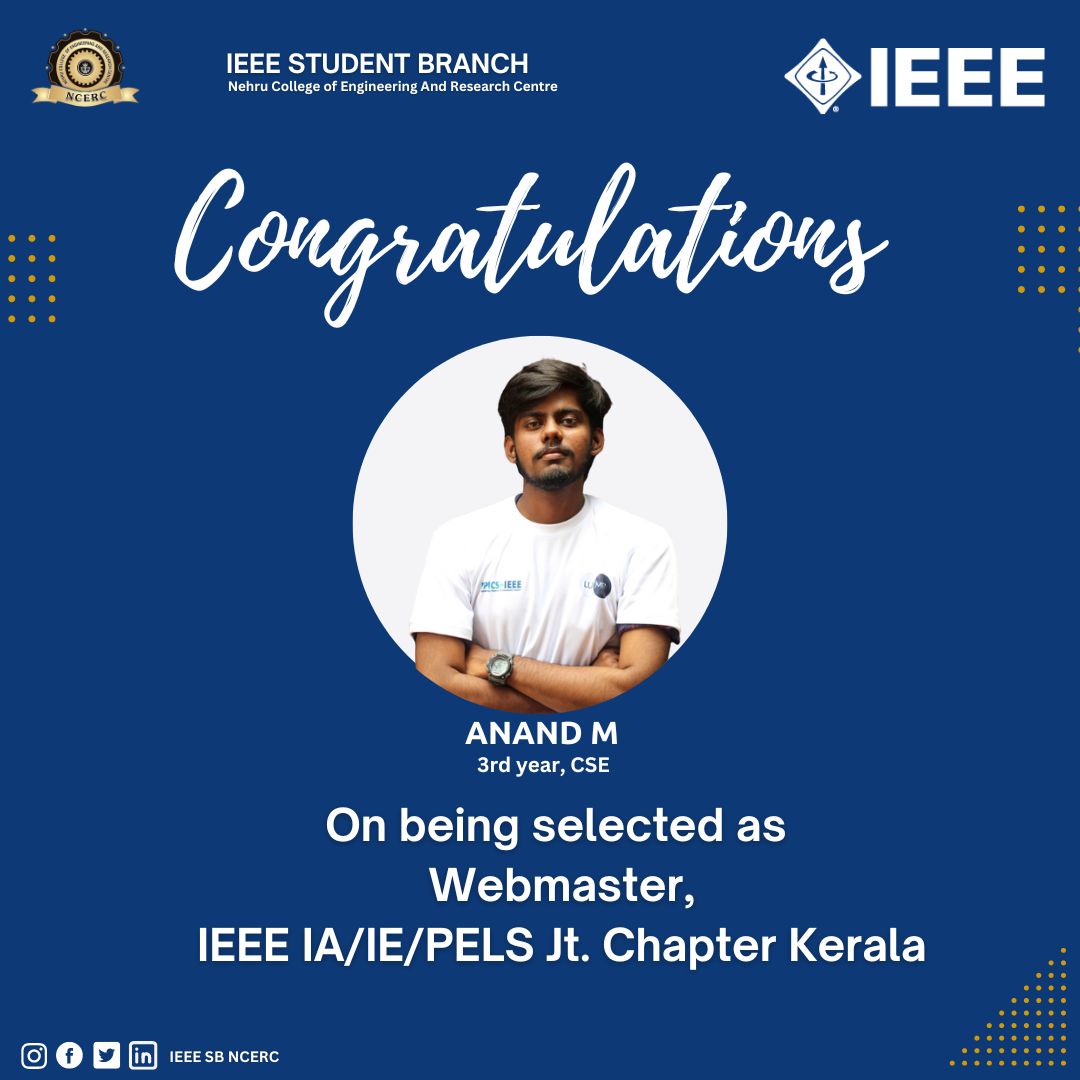 NCERC
IEEE STUDENT BRANCH
Nehru College of Engineering And Research Centre
IEEE
Congratulations
ANAND M
3rd year, CSE
On being selected as
Webmaster,
IEEE IA/IE/PELS Jt. Chapter Kerala
IEEE SB NCERC